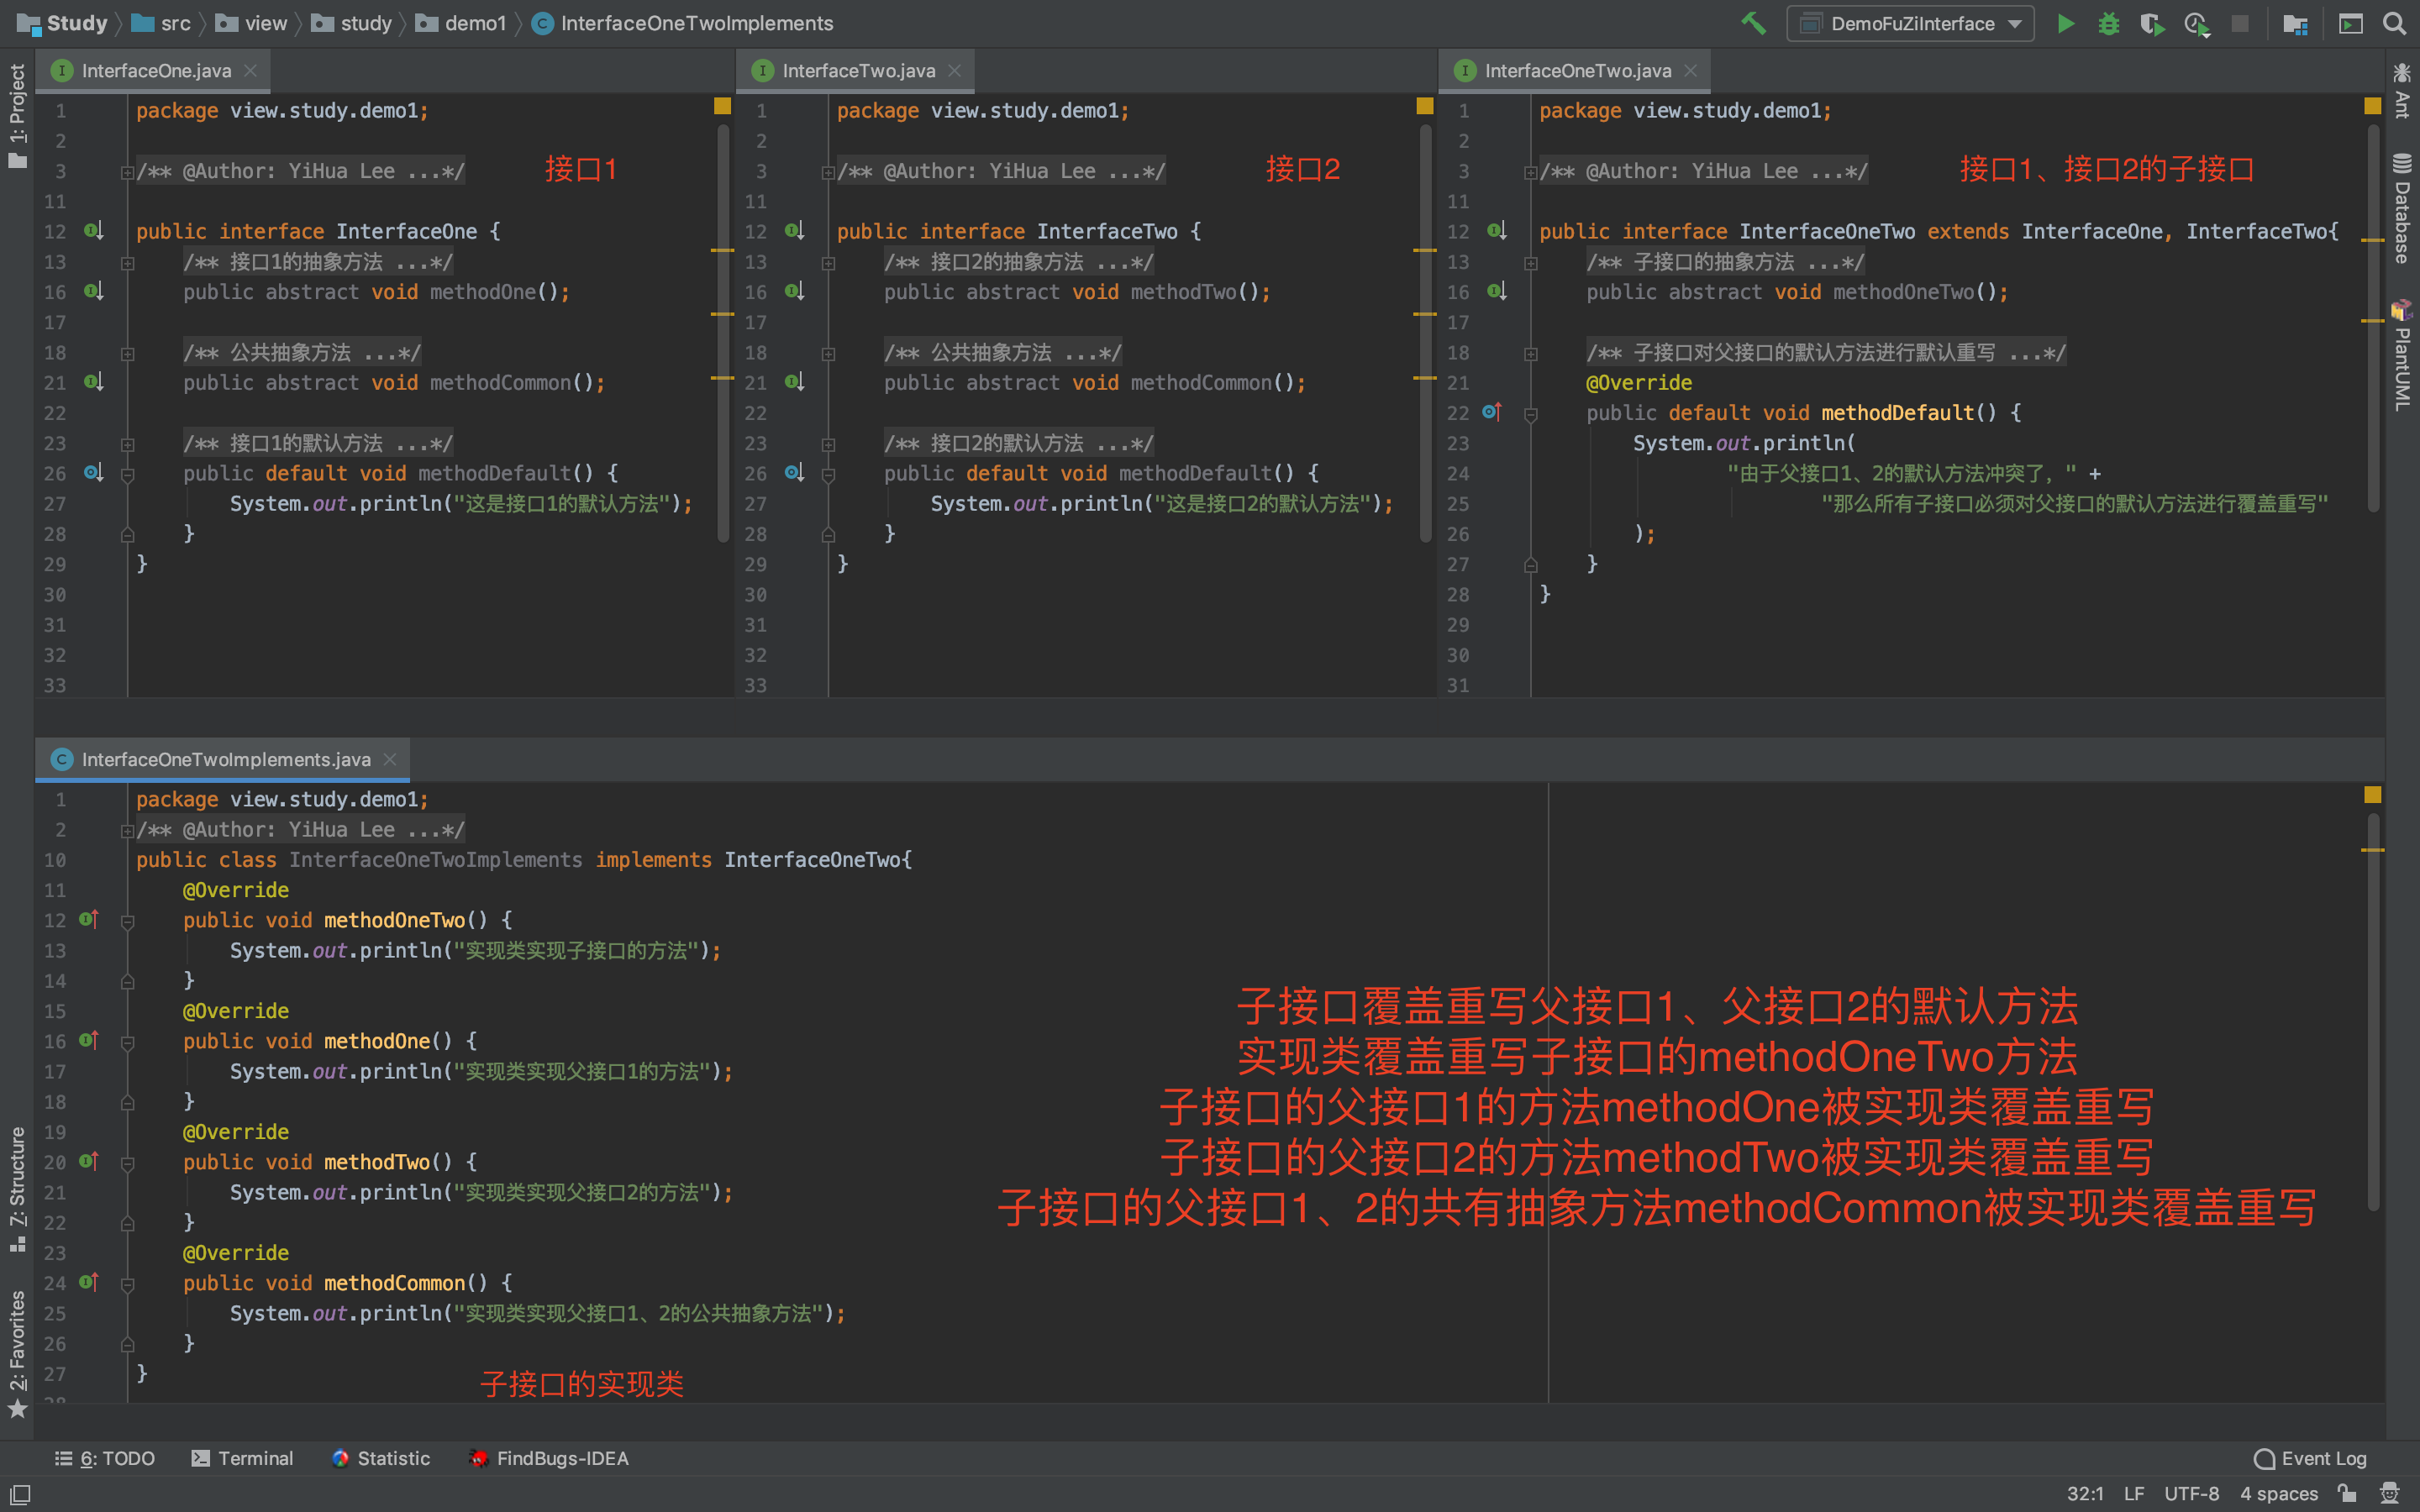 Study src view study demo1 InterfaceOneTwoImplements DemoFuZiInterface
1: Project
InterfaceOne.java
1 package view.study.demo1;
2
3 /** @Author: YiHua Lee ...*/ 接口1
11
12 public interface InterfaceOne {
13 /** 接口1的抽象方法 ...*/
16 public abstract void methodOne();
17
18 /** 公共抽象方法 ...*/
21 public abstract void methodCommon();
22
23 /** 接口1的默认方法 ...*/
26 public default void methodDefault() {
27 System.out.println("这是接口1的默认方法");
28 }
29 }
30
31
32
33
InterfaceTwo.java
1 package view.study.demo1;
2
3 /** @Author: YiHua Lee ...*/ 接口2
11
12 public interface InterfaceTwo {
13 /** 接口2的抽象方法 ...*/
16 public abstract void methodTwo();
17
18 /** 公共抽象方法 ...*/
21 public abstract void methodCommon();
22
23 /** 接口2的默认方法 ...*/
26 public default void methodDefault() {
27 System.out.println("这是接口2的默认方法");
28 }
29 }
30
31
32
33
InterfaceOneTwo.java
1 package view.study.demo1;
2
3 /** @Author: YiHua Lee ...*/ 接口1、接口2的子接口
11
12 public interface InterfaceOneTwo extends InterfaceOne, InterfaceTwo{
13 /** 子接口的抽象方法 ...*/
16 public abstract void methodOneTwo();
17
18 /** 子接口对父接口的默认方法进行默认重写 ...*/
21 @Override
22 public default void methodDefault() {
23 System.out.println(
24 "由于父接口1、2的默认方法冲突了，" +
25 "那么所有子接口必须对父接口的默认方法进行覆盖重写"
26 );
27 }
28 }
29
30
31
Ant
Database
PlantUML
InterfaceOneTwoImplements.java
1 package view.study.demo1;
2 /** @Author: YiHua Lee ...*/
10 public class InterfaceOneTwoImplements implements InterfaceOneTwo{
11 @Override
12 public void methodOneTwo() {
13 System.out.println("实现类实现子接口的方法");
14 }
15 @Override
16 public void methodOne() {
17 System.out.println("实现类实现父接口1的方法");
18 }
19 @Override
20 public void methodTwo() {
21 System.out.println("实现类实现父接口2的方法");
22 }
23 @Override
24 public void methodCommon() {
25 System.out.println("实现类实现父接口1、2的公共抽象方法");
26 }
27 }
28
子接口的实现类
子接口覆盖重写父接口1、父接口2的默认方法
实现类覆盖重写子接口的methodOneTwo方法
子接口的父接口1的方法methodOne被实现类覆盖重写
子接口的父接口2的方法methodTwo被实现类覆盖重写
子接口的父接口1、2的共有抽象方法methodCommon被实现类覆盖重写
7: Structure
2: Favorites
6: TODO Terminal Statistic FindBugs-IDEA Event Log
32:1 LF UTF-8 4 spaces